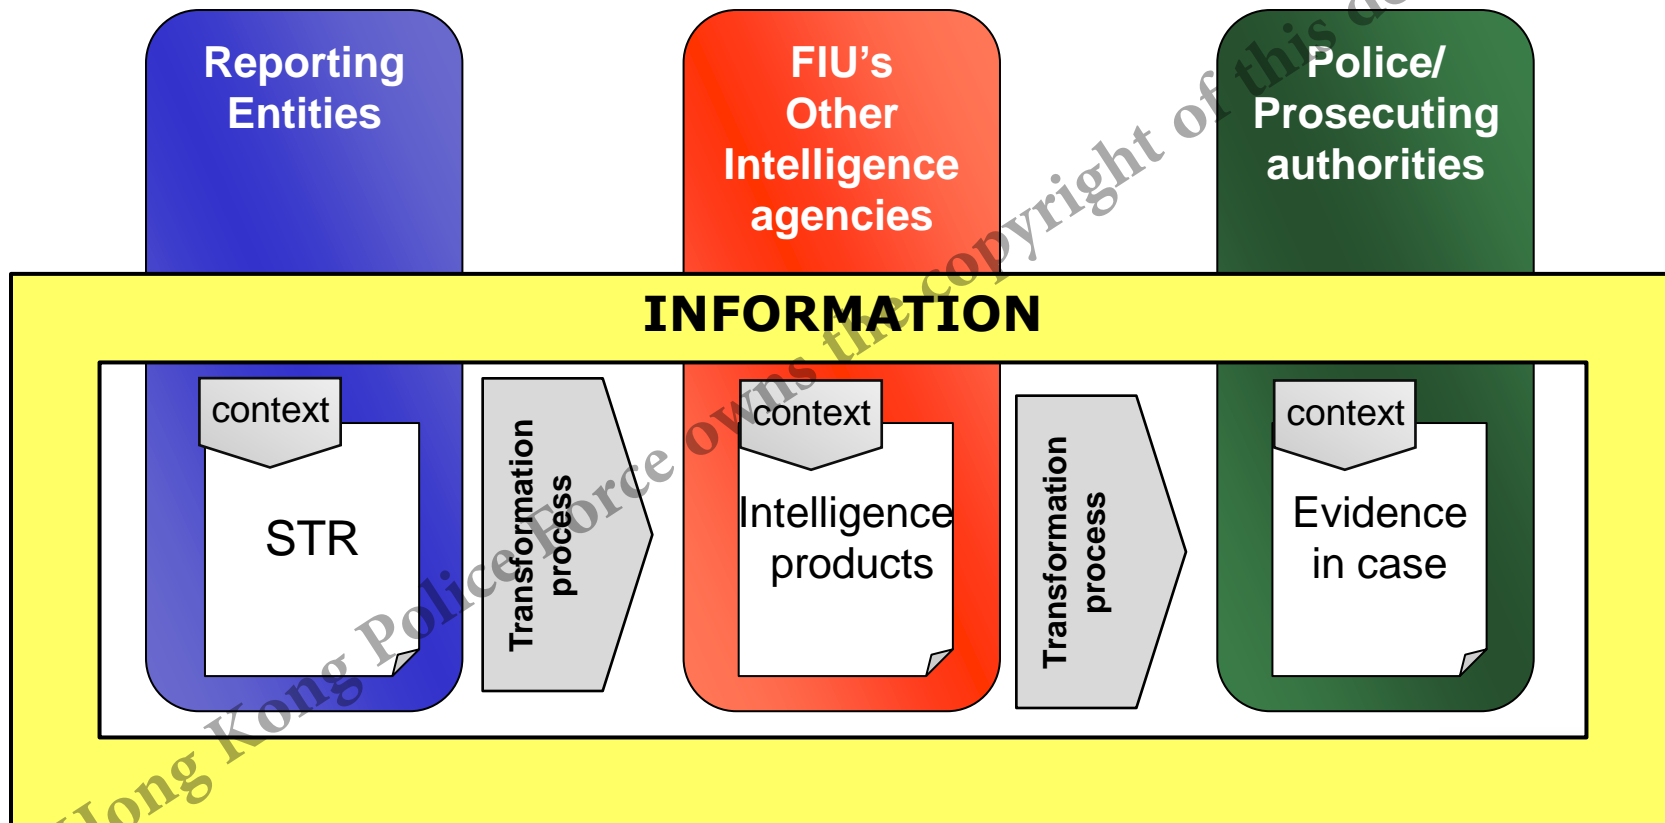 Reporting
Entities
FIU's
Other
Intelligence
agencies
Police/
Prosecuting
authorities
INFORMATION
context
STR
Transformation
process
context
Intelligence
products
Transformation
process
context
Evidence
in case
Hong Kong Police Force owns the copyright of this